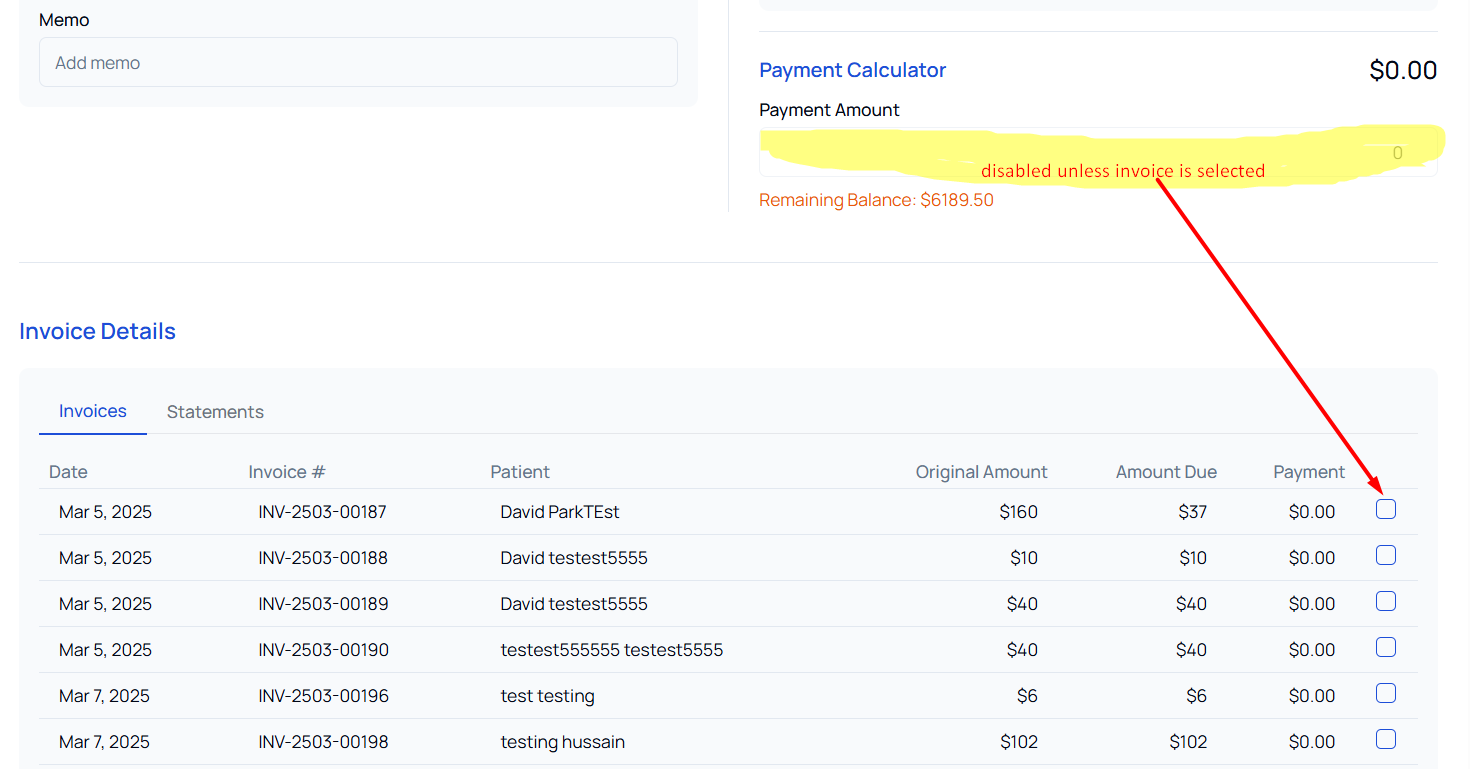 Memo
Add memo
Payment Calculator $0.00
Payment Amount
0
disabled unless invoice is selected
Remaining Balance: $6189.50
Invoice Details
Invoices Statements
Date Invoice # Patient Original Amount Amount Due Payment
Mar 5, 2025 INV-2503-00187 David ParkTEst $160 $37 $0.00
Mar 5, 2025 INV-2503-00188 David testest5555 $10 $10 $0.00
Mar 5, 2025 INV-2503-00189 David testest5555 $40 $40 $0.00
Mar 5, 2025 INV-2503-00190 testest555555 testest5555 $40 $40 $0.00
Mar 7, 2025 INV-2503-00196 test testing $6 $6 $0.00
Mar 7, 2025 INV-2503-00198 testing hussain $102 $102 $0.00